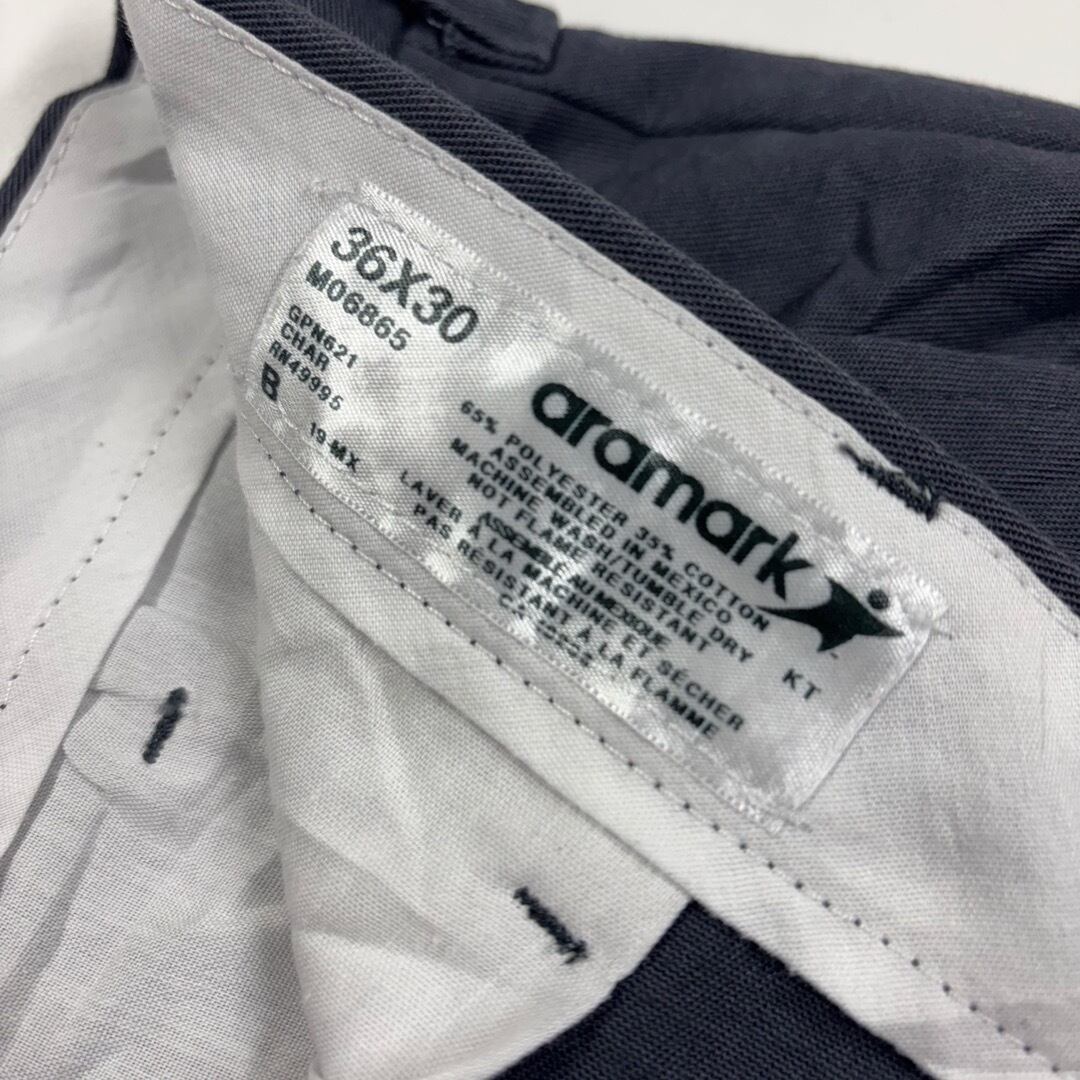 36X30
M06865
GPN621
CHAR
RN49995
B
19-MX
aramark
65% POLYESTER 35% COTTON
ASSEMBLED IN MEXICO
MACHINE WASH/TUMBLE DRY
NOT FLAME RESISTANT
KT
ASSEMBLÉ AU MEXIQUE
LAVER À LA MACHINE ET SÉCHER
PAS RÉSISTANT À LA FLAMME